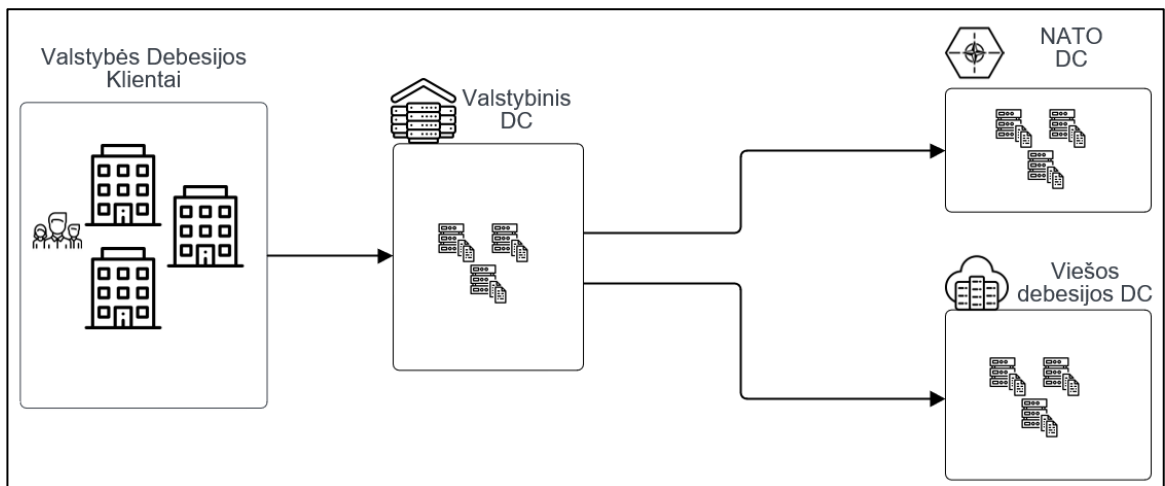 Valstybės Debesijos
Klientai
Valstybinis
DC
NATO
DC
Viešos
debesijos DC